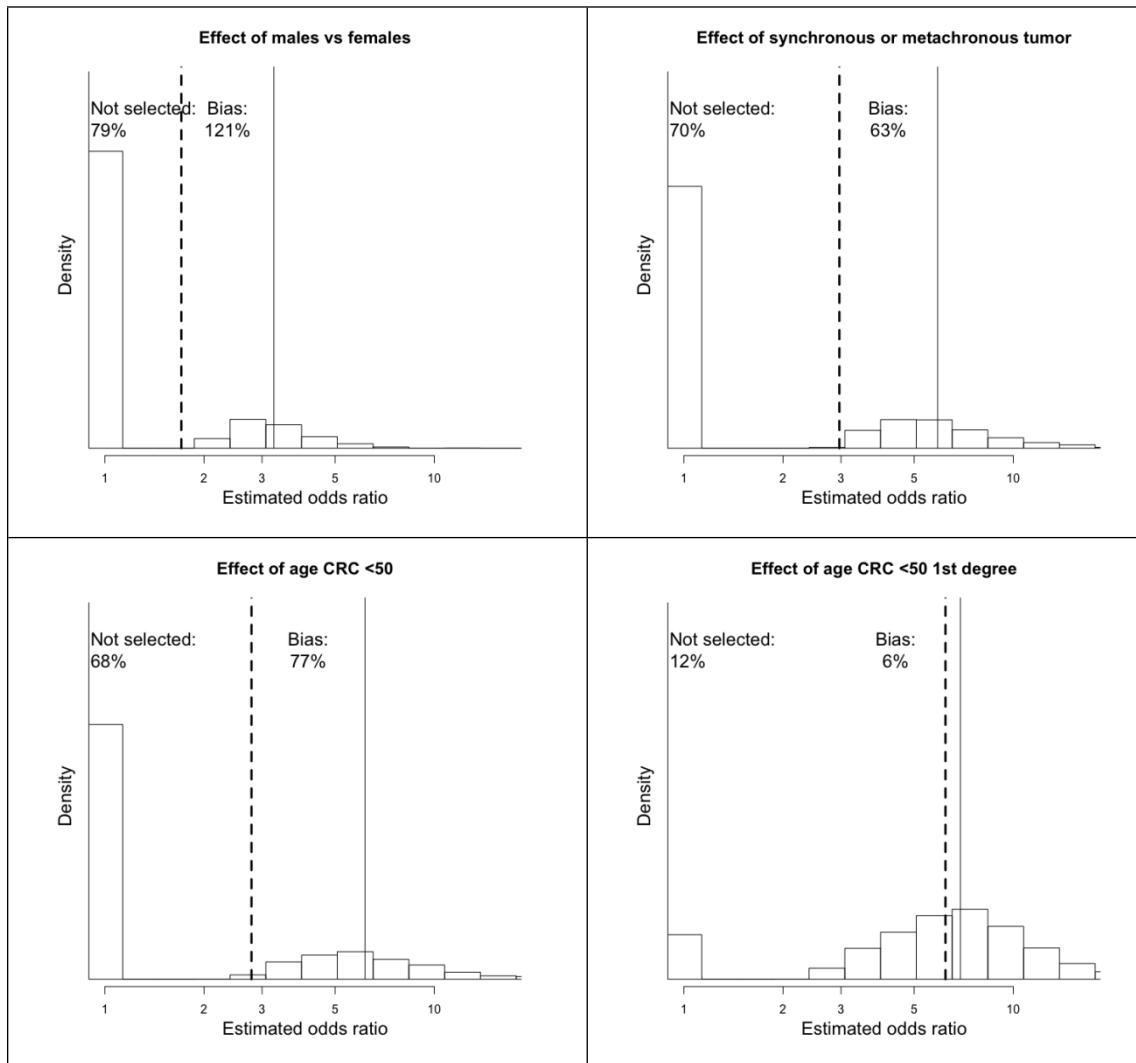 Effect of males vs females
Not selected: Bias:
79% 121%
Density
1 2 3 5 10
Estimated odds ratio
Effect of synchronous or metachronous tumor
Not selected: Bias:
70% 63%
Density
1 2 3 5 10
Estimated odds ratio
Effect of age CRC <50
Not selected: Bias:
68% 77%
Density
1 2 3 5 10
Estimated odds ratio
Effect of age CRC <50 1st degree
Not selected: Bias:
12% 6%
Density
1 2 3 5 10
Estimated odds ratio